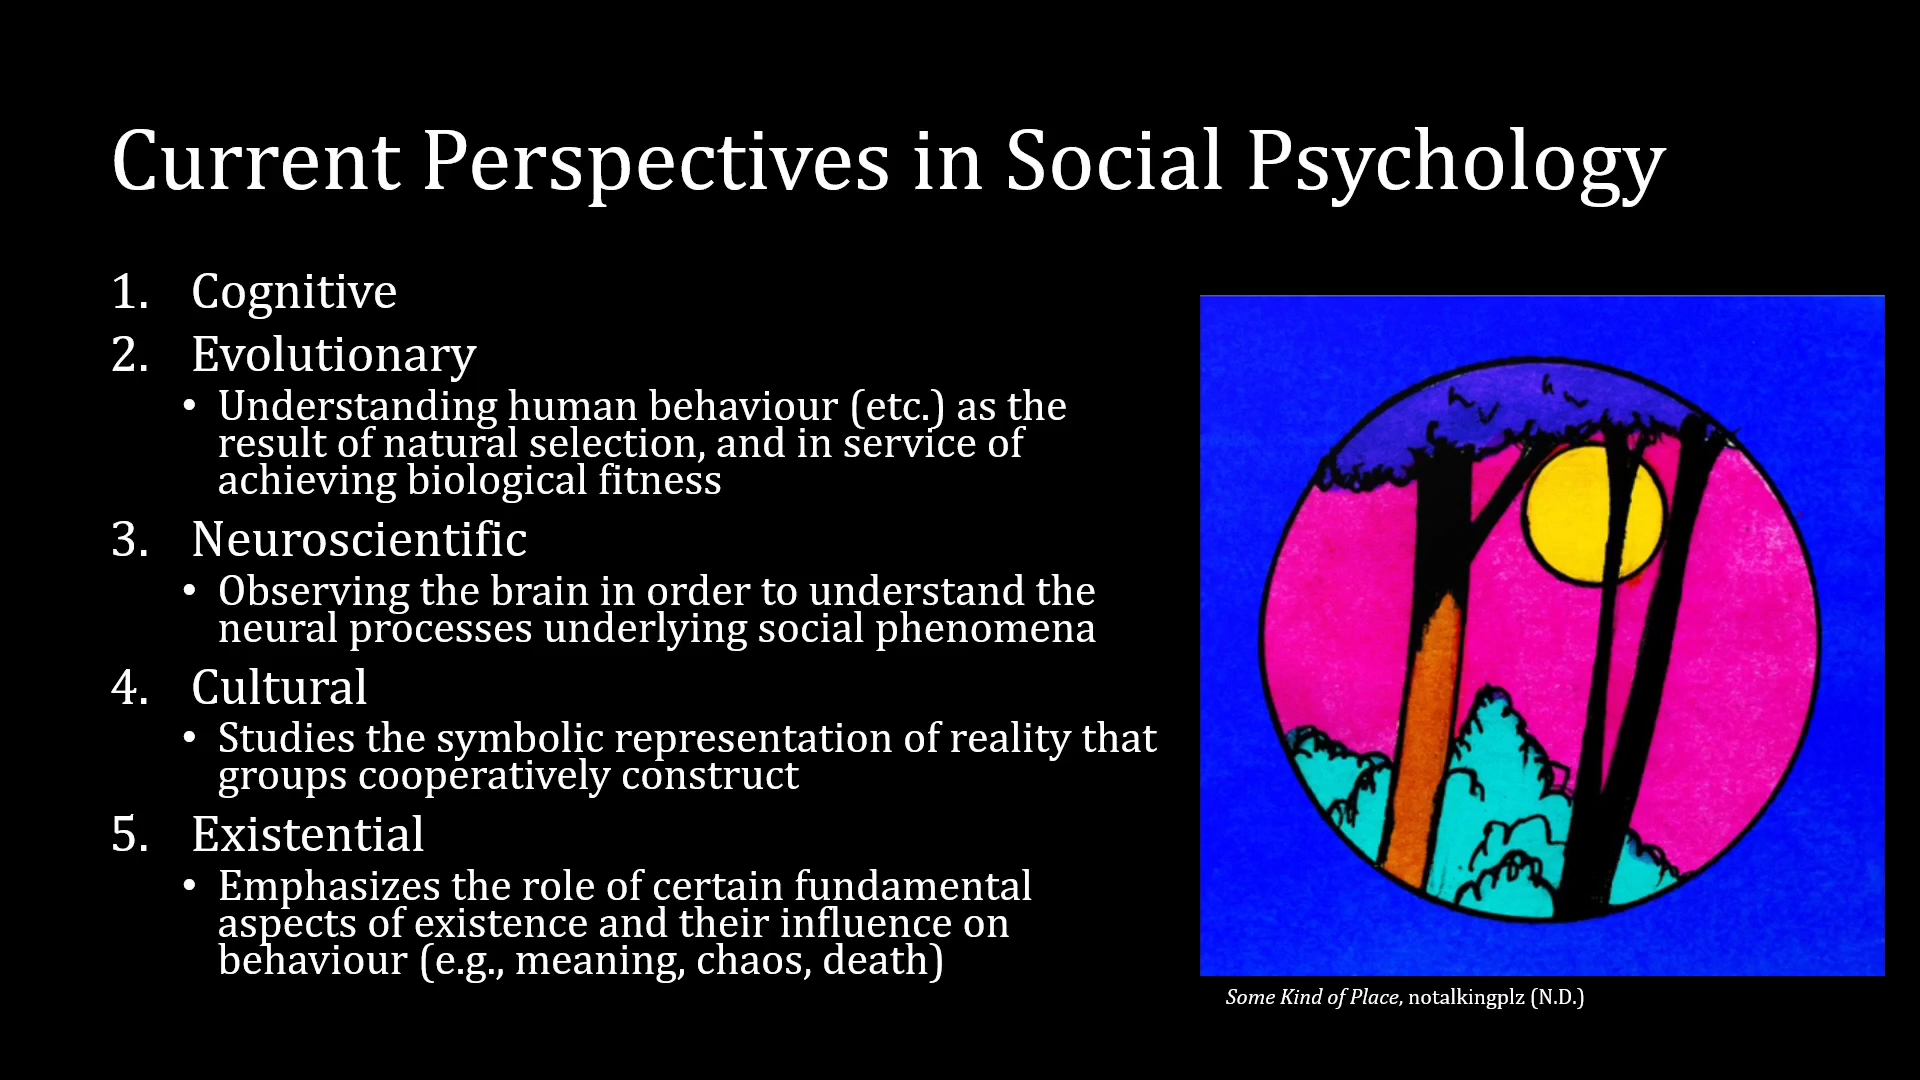 Current Perspectives in Social Psychology
1. Cognitive
2. Evolutionary
• Understanding human behaviour (etc.) as the
result of natural selection, and in service of
achieving biological fitness
3. Neuroscientific
• Observing the brain in order to understand the
neural processes underlying social phenomena
4. Cultural
• Studies the symbolic representation of reality that
groups cooperatively construct
5. Existential
• Emphasizes the role of certain fundamental
aspects of existence and their influence on
behaviour (e.g., meaning, chaos, death)
Some Kind of Place, notalkingplz (N.D.)